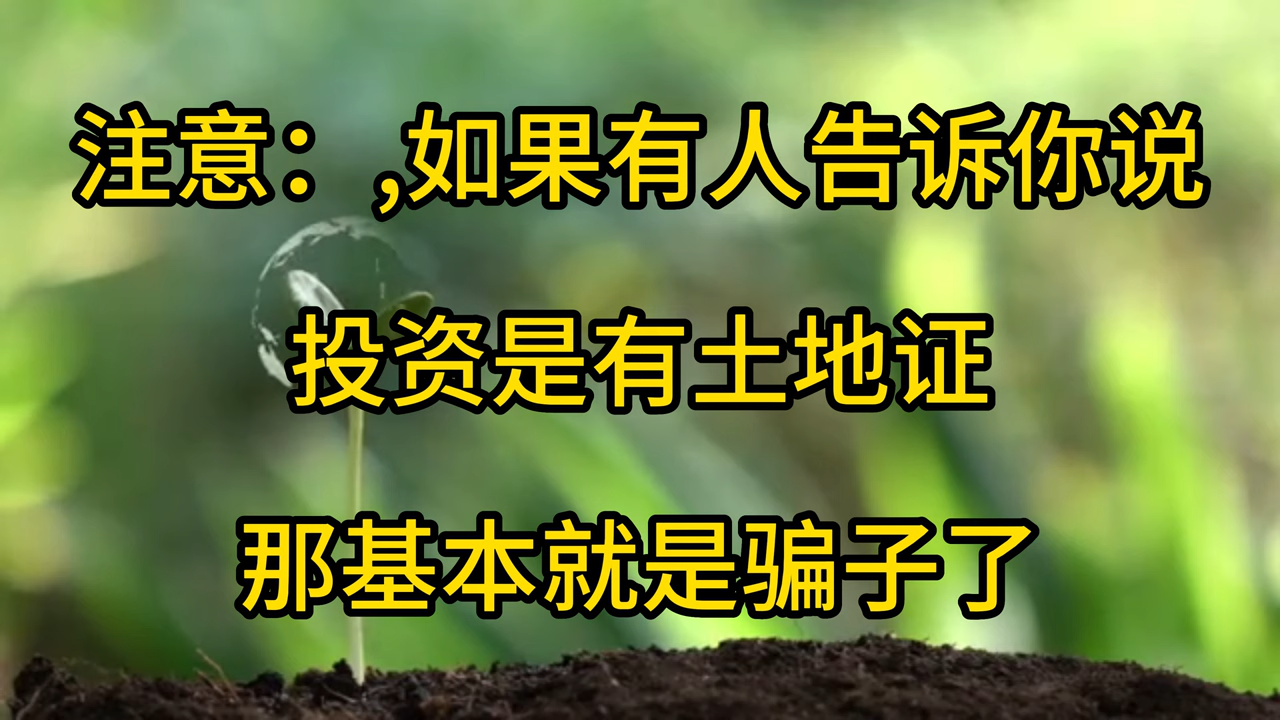 注意：,如果有人告诉你说
投资是有土地证
那基本就是骗子了